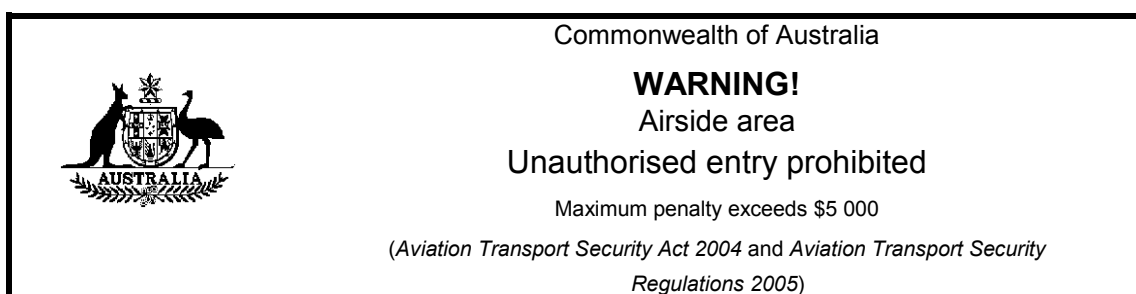 Commonwealth of Australia
WARNING!
Airside area
Unauthorised entry prohibited
Maximum penalty exceeds $5 000
(Aviation Transport Security Act 2004 and Aviation Transport Security
Regulations 2005)
AUSTRALIA